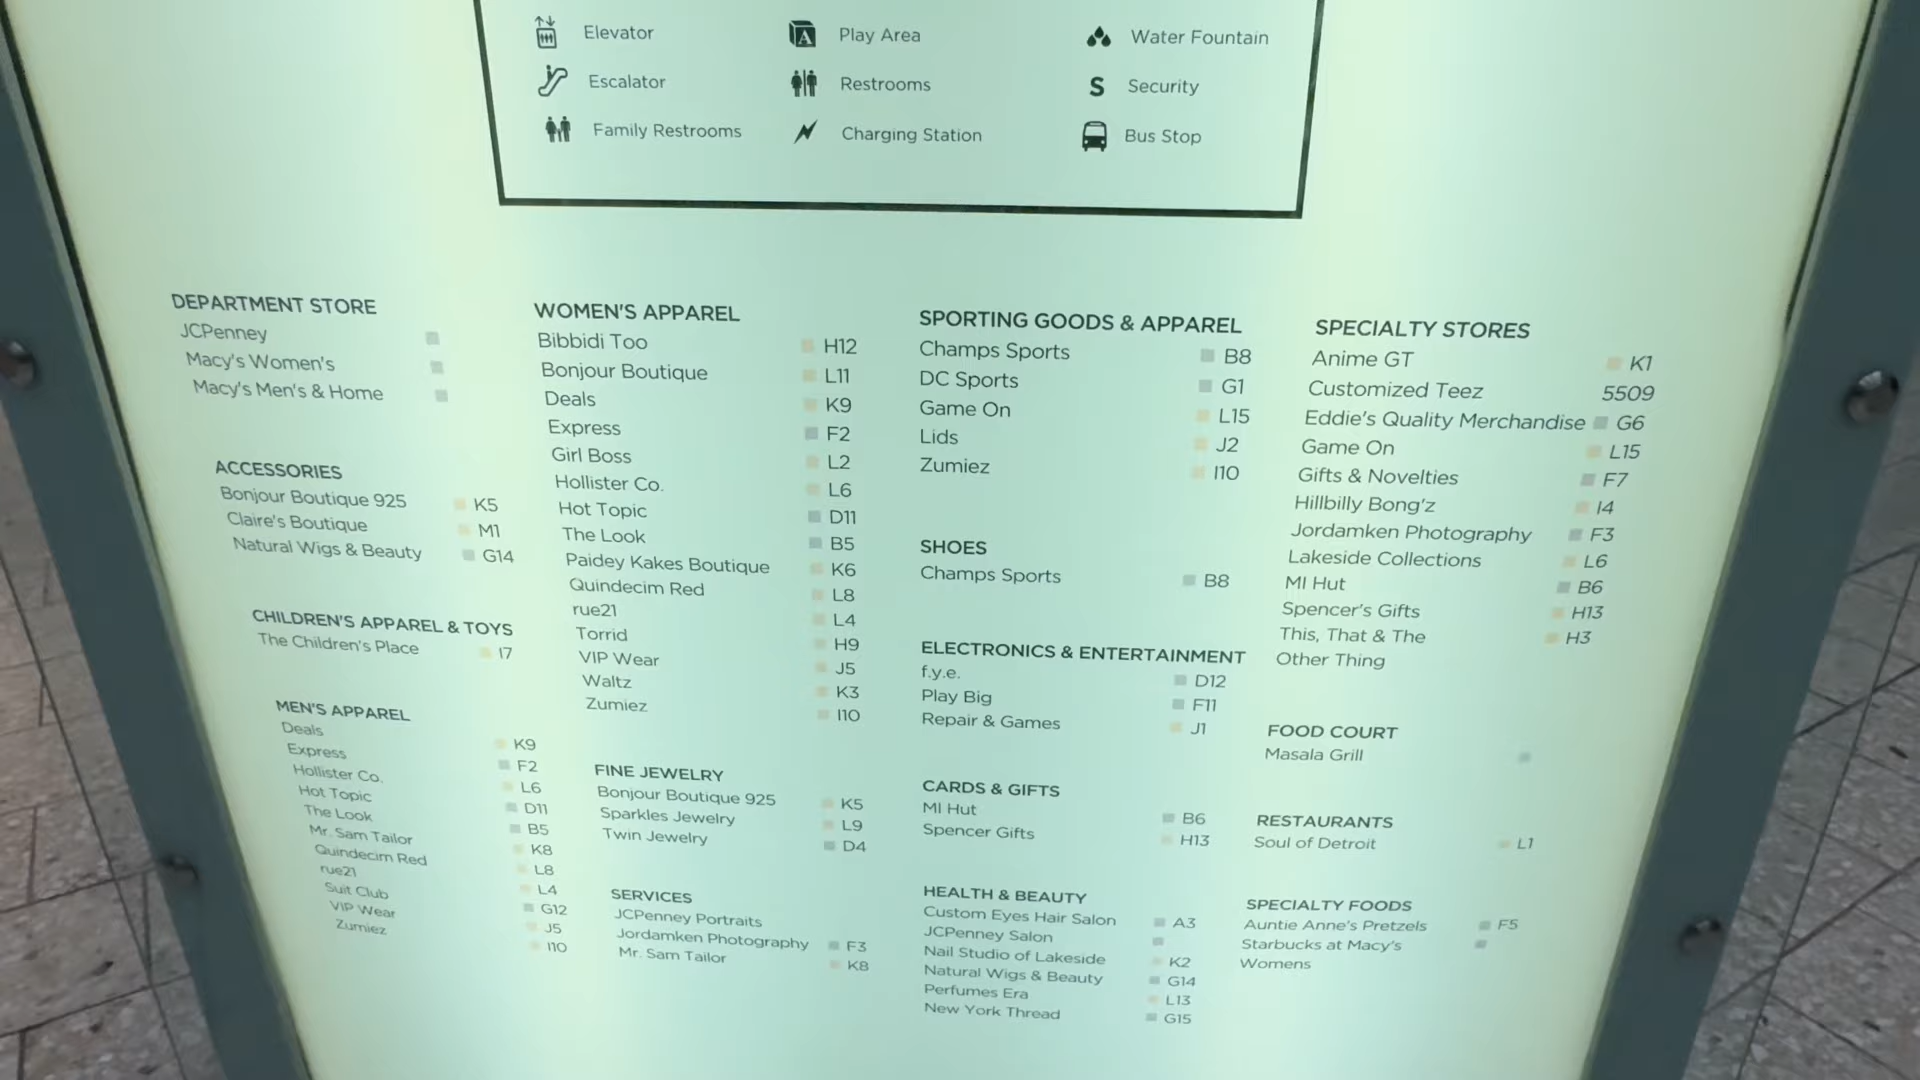 Elevator
Escalator
Family Restrooms
Play Area
Restrooms
Charging Station
Water Fountain
S Security
Bus Stop
DEPARTMENT STORE
JCPenney
Macy's Women's
Macy's Men's & Home
ACCESSORIES
Bonjour Boutique 925 K5
Claire's Boutique M1
Natural Wigs & Beauty G14
CHILDREN'S APPAREL & TOYS
The Children's Place I7
MEN'S APPAREL
Deals K9
Express F2
Hollister Co. L6
Hot Topic D11
The Look B5
Mr. Sam Tailor K8
Quindecim Red L8
rue21 L4
Suit Club G12
VIP Wear J5
Zumiez I10
WOMEN'S APPAREL
Bibbidi Too H12
Bonjour Boutique L11
Deals K9
Express F2
Girl Boss L2
Hollister Co. L6
Hot Topic D11
The Look B5
Paidey Kakes Boutique K6
Quindecim Red L8
rue21 L4
Torrid H9
VIP Wear J5
Waltz K3
Zumiez I10
FINE JEWELRY
Bonjour Boutique 925 K5
Sparkles Jewelry L9
Twin Jewelry D4
SERVICES
JCPenney Portraits
Jordamken Photography F3
Mr. Sam Tailor K8
SPORTING GOODS & APPAREL
Champs Sports B8
DC Sports G1
Game On L15
Lids J2
Zumiez I10
SHOES
Champs Sports B8
ELECTRONICS & ENTERTAINMENT
f.y.e. D12
Play Big F11
Repair & Games J1
CARDS & GIFTS
MI Hut B6
Spencer Gifts H13
HEALTH & BEAUTY
Custom Eyes Hair Salon A3
JCPenney Salon
Nail Studio of Lakeside K2
Natural Wigs & Beauty G14
Perfumes Era L13
New York Thread G15
SPECIALTY STORES
Anime GT K1
Customized Teez 5509
Eddie's Quality Merchandise G6
Game On L15
Gifts & Novelties F7
Hillbilly Bong'z I4
Jordamken Photography F3
Lakeside Collections L6
MI Hut B6
Spencer's Gifts H13
This, That & The H3
Other Thing
FOOD COURT
Masala Grill
RESTAURANTS
Soul of Detroit L1
SPECIALTY FOODS
Auntie Anne's Pretzels F5
Starbucks at Macy's
Womens